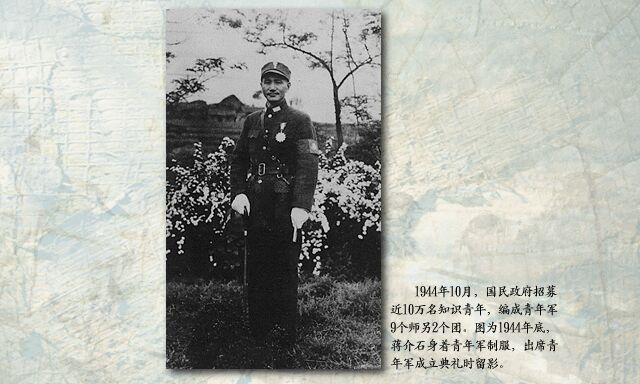 1944年10月，国民政府招募
近10万名知识青年，编成青年军
9个师另2个团。图为1944年底，
蒋介石身着青年军制服，出席青
年军成立典礼时留影。